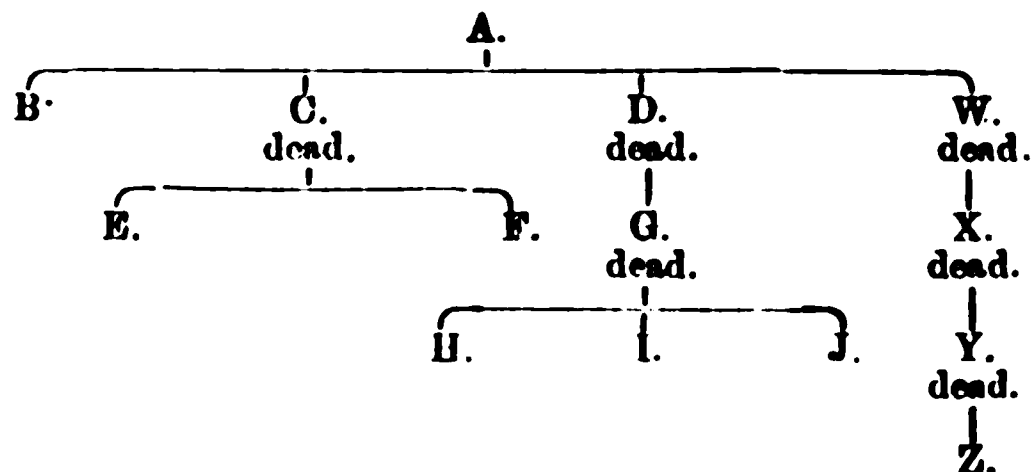 A.
B. C. D. W.
dead. dead. dead.
E. F. G. X.
dead. dead.
H. I. J. Y.
dead.
Z.